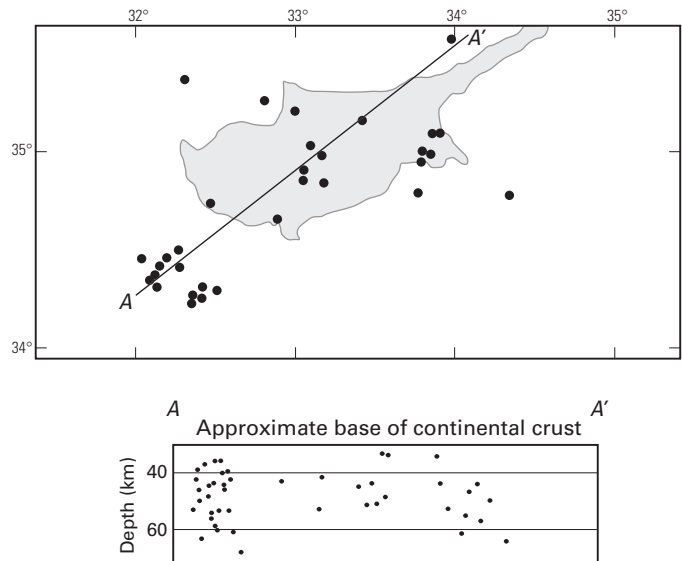 32° 33° 34° 35°
A′
35°
A
34°
A A′
Approximate base of continental crust
Depth (km)
40
60